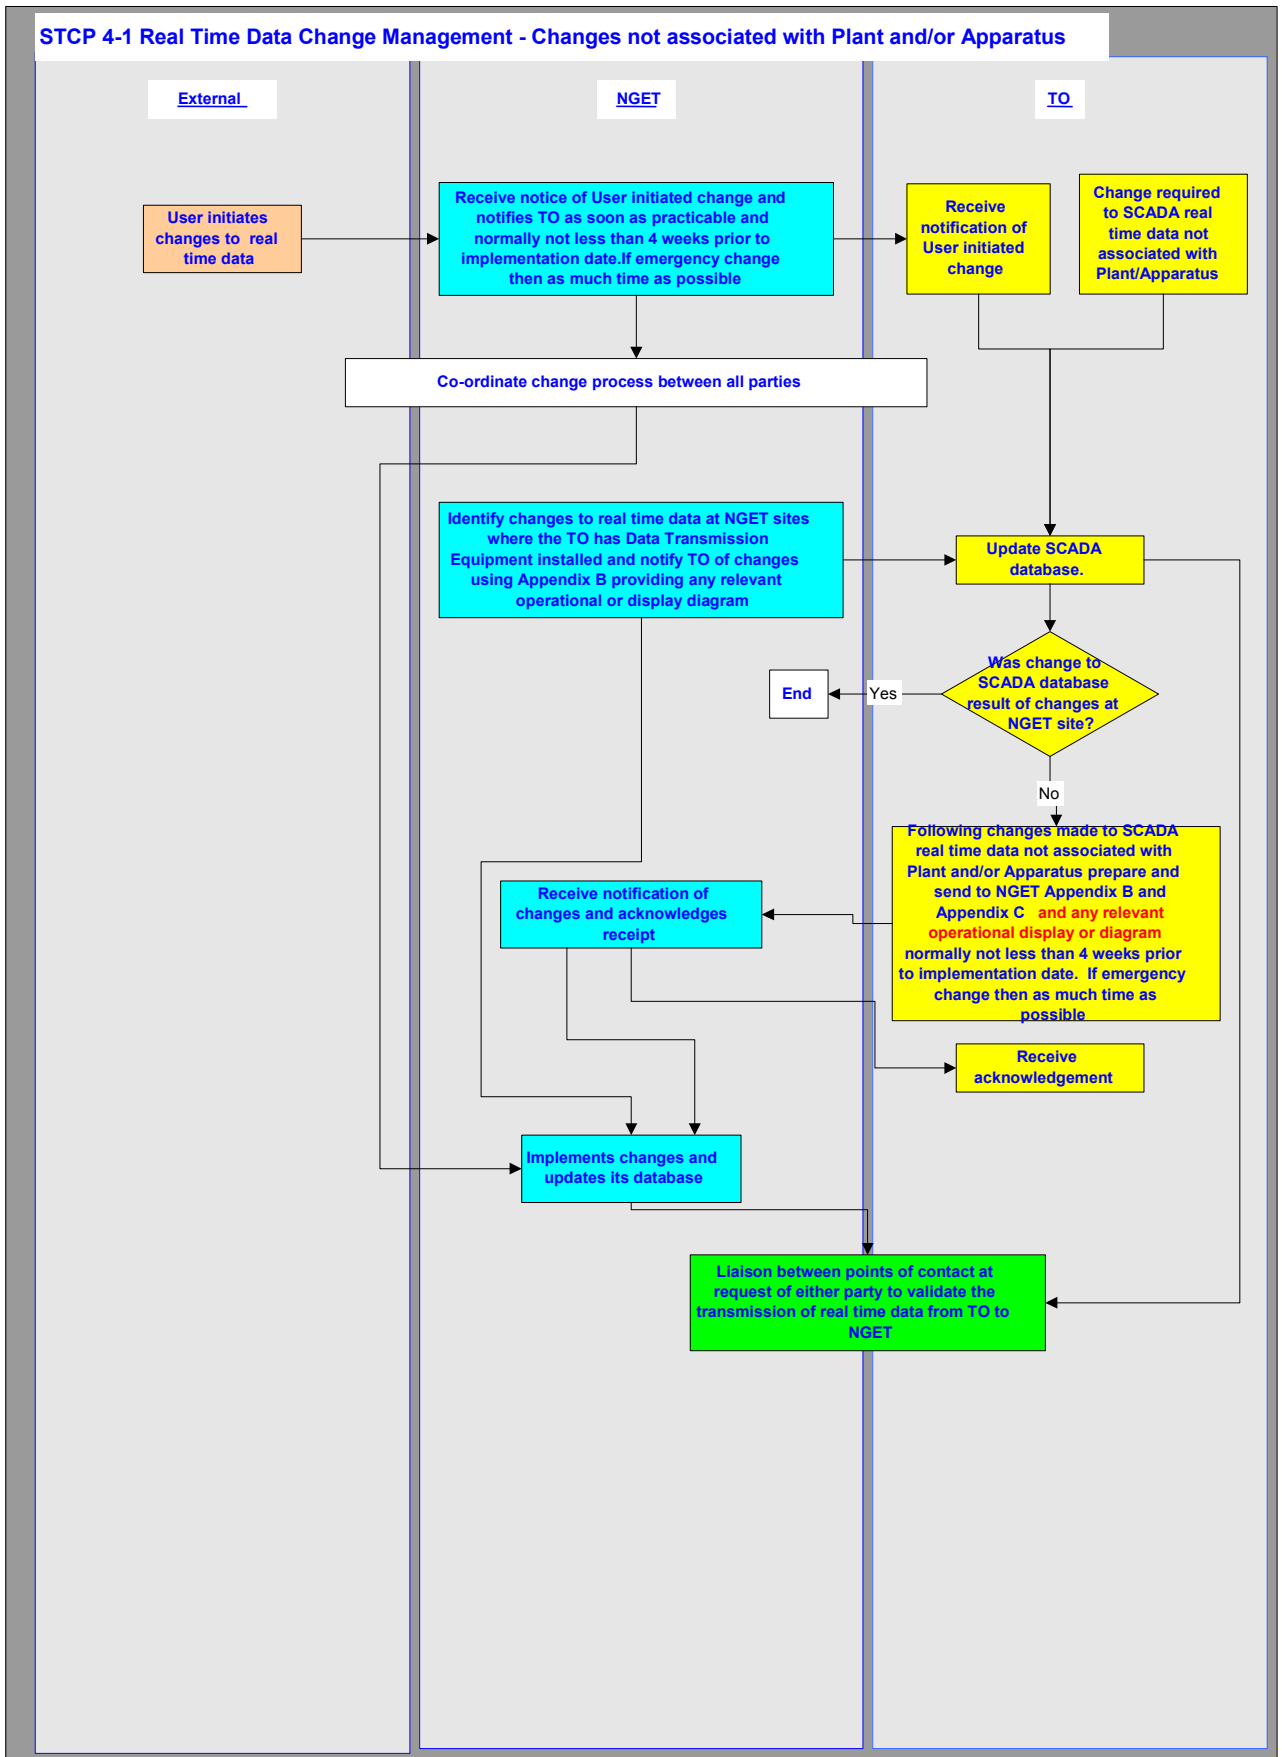 STCP 4-1 Real Time Data Change Management - Changes not associated with Plant and/or Apparatus
External
NGET
TO
User initiates
changes to real
time data
Receive notice of User initiated change and
notifies TO as soon as practicable and
normally not less than 4 weeks prior to
implementation date.If emergency change
then as much time as possible
Receive
notification of
User initiated
change
Change required
to SCADA real
time data not
associated with
Plant/Apparatus
Co-ordinate change process between all parties
Identify changes to real time data at NGET sites
where the TO has Data Transmission
Equipment installed and notify TO of changes
using Appendix B providing any relevant
operational or display diagram
Update SCADA
database.
Was change to
SCADA database
result of changes at
NGET site?
Yes
End
No
Following changes made to SCADA
real time data not associated with
Plant and/or Apparatus prepare and
send to NGET Appendix B and
Appendix C and any relevant
operational display or diagram
normally not less than 4 weeks prior
to implementation date. If emergency
change then as much time as
possible
Receive notification of
changes and acknowledges
receipt
Receive
acknowledgement
Implements changes and
updates its database
Liaison between points of contact at
request of either party to validate the
transmission of real time data from TO to
NGET